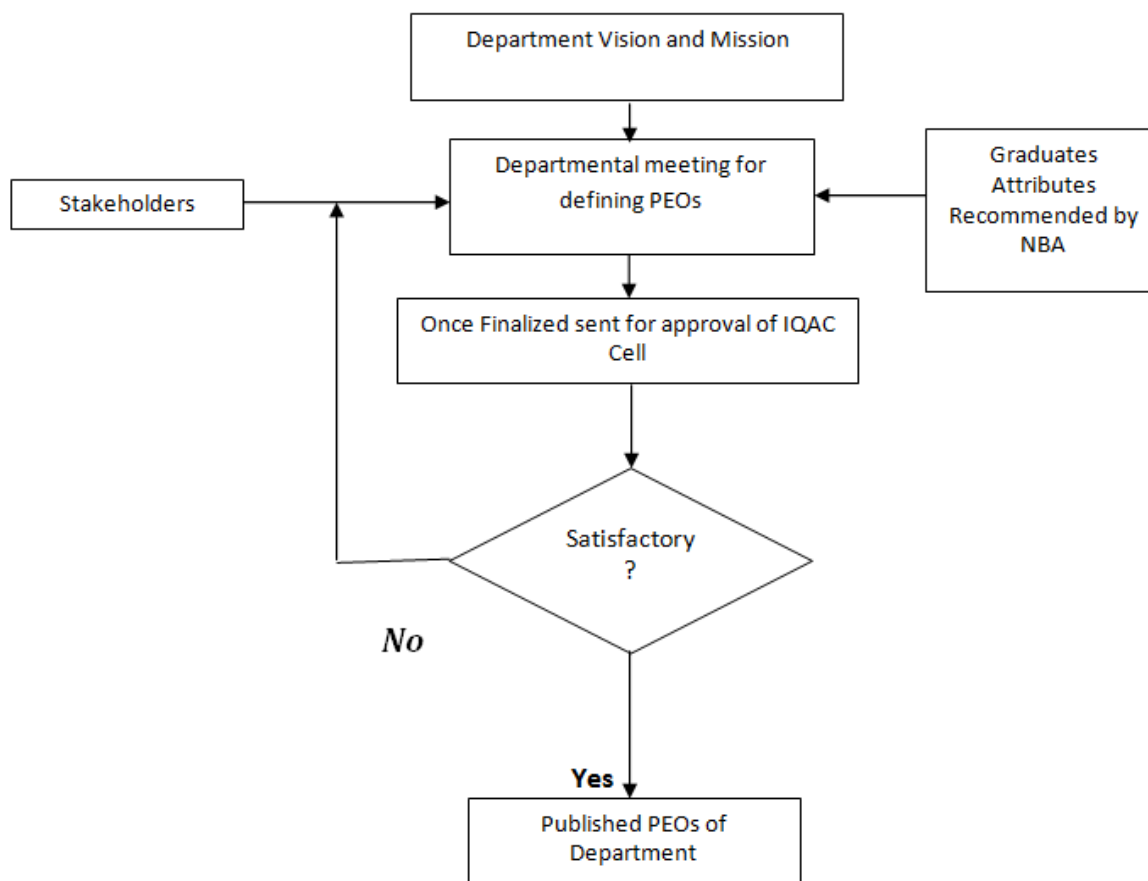 Department Vision and Mission
Departmental meeting for
defining PEOs
Graduates
Attributes
Recommended by
NBA
Stakeholders
Once Finalized sent for approval of IQAC
Cell
Satisfactory
?
No
Yes
Published PEOs of
Department